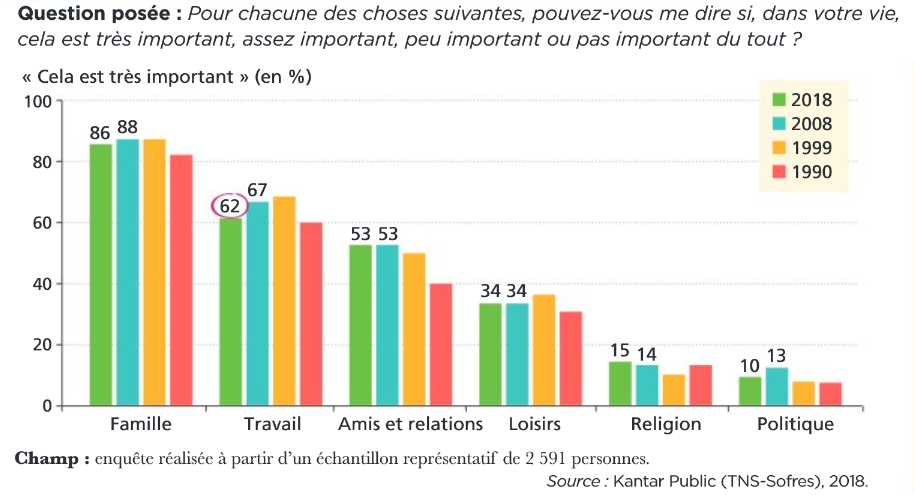 Question posée : Pour chacune des choses suivantes, pouvez-vous me dire si, dans votre vie,
cela est très important, assez important, peu important ou pas important du tout ?
« Cela est très important » (en %)
100
80
60
40
20
0
86 88
62 67
53 53
34 34
15 14
10 13
2018
2008
1999
1990
Famille Travail Amis et relations Loisirs Religion Politique
Champ : enquête réalisée à partir d'un échantillon représentatif de 2 591 personnes.
Source : Kantar Public (TNS-Sofres), 2018.